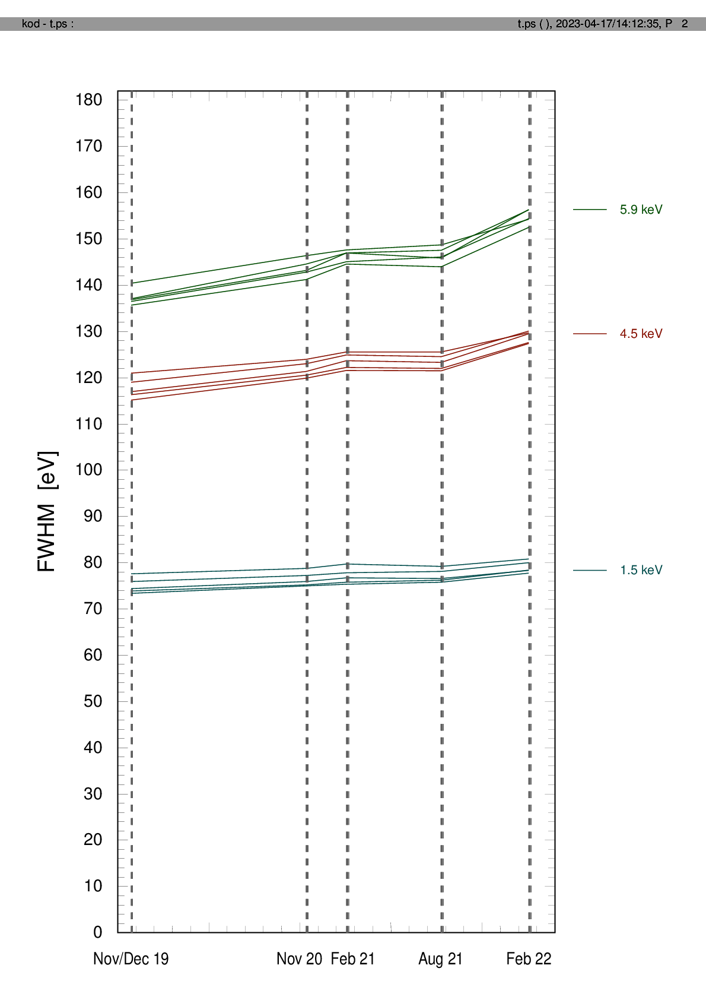 kod - t.ps :
t.ps ( ), 2023-04-17/14:12:35, P 2
180
170
160
150
140
130
120
110
100
90
80
70
60
50
40
30
20
10
0
FWHM [eV]
5.9 keV
4.5 keV
1.5 keV
Nov/Dec 19
Nov 20
Feb 21
Aug 21
Feb 22